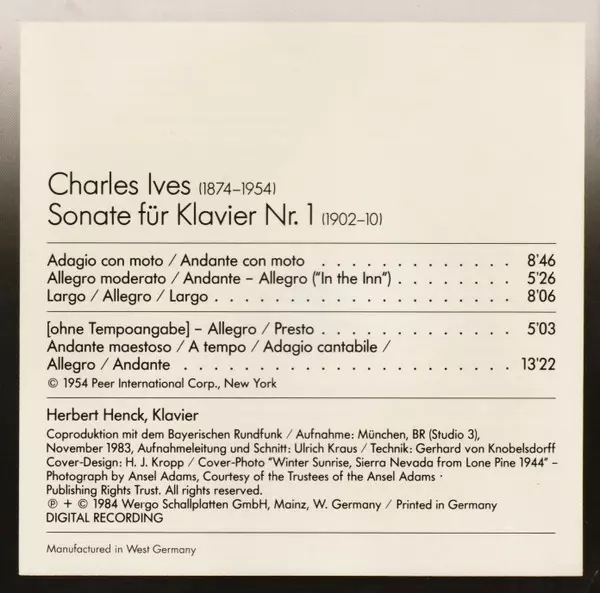 Charles Ives (1874–1954)
Sonate für Klavier Nr. 1 (1902–10)
Adagio con moto / Andante con moto . . . . . . . . . . . . 8'46
Allegro moderato / Andante – Allegro ("In the Inn") . . . . . . . 5'26
Largo / Allegro / Largo . . . . . . . . . . . . . . . . . . 8'06
[ohne Tempoangabe] – Allegro / Presto . . . . . . . . . . . . 5'03
Andante maestoso / A tempo / Adagio cantabile /
Allegro / Andante . . . . . . . . . . . . . . . . . . . . 13'22
© 1954 Peer International Corp., New York
Herbert Henck, Klavier
Coproduktion mit dem Bayerischen Rundfunk / Aufnahme: München, BR (Studio 3),
November 1983, Aufnahmeleitung und Schnitt: Ulrich Kraus / Technik: Gerhard von Knobelsdorff
Cover-Design: H. J. Kropp / Cover-Photo "Winter Sunrise, Sierra Nevada from Lone Pine 1944" –
Photograph by Ansel Adams, Courtesy of the Trustees of the Ansel Adams ·
Publishing Rights Trust. All rights reserved.
℗ + © 1984 Wergo Schallplatten GmbH, Mainz, W. Germany / Printed in Germany
DIGITAL RECORDING
Manufactured in West Germany